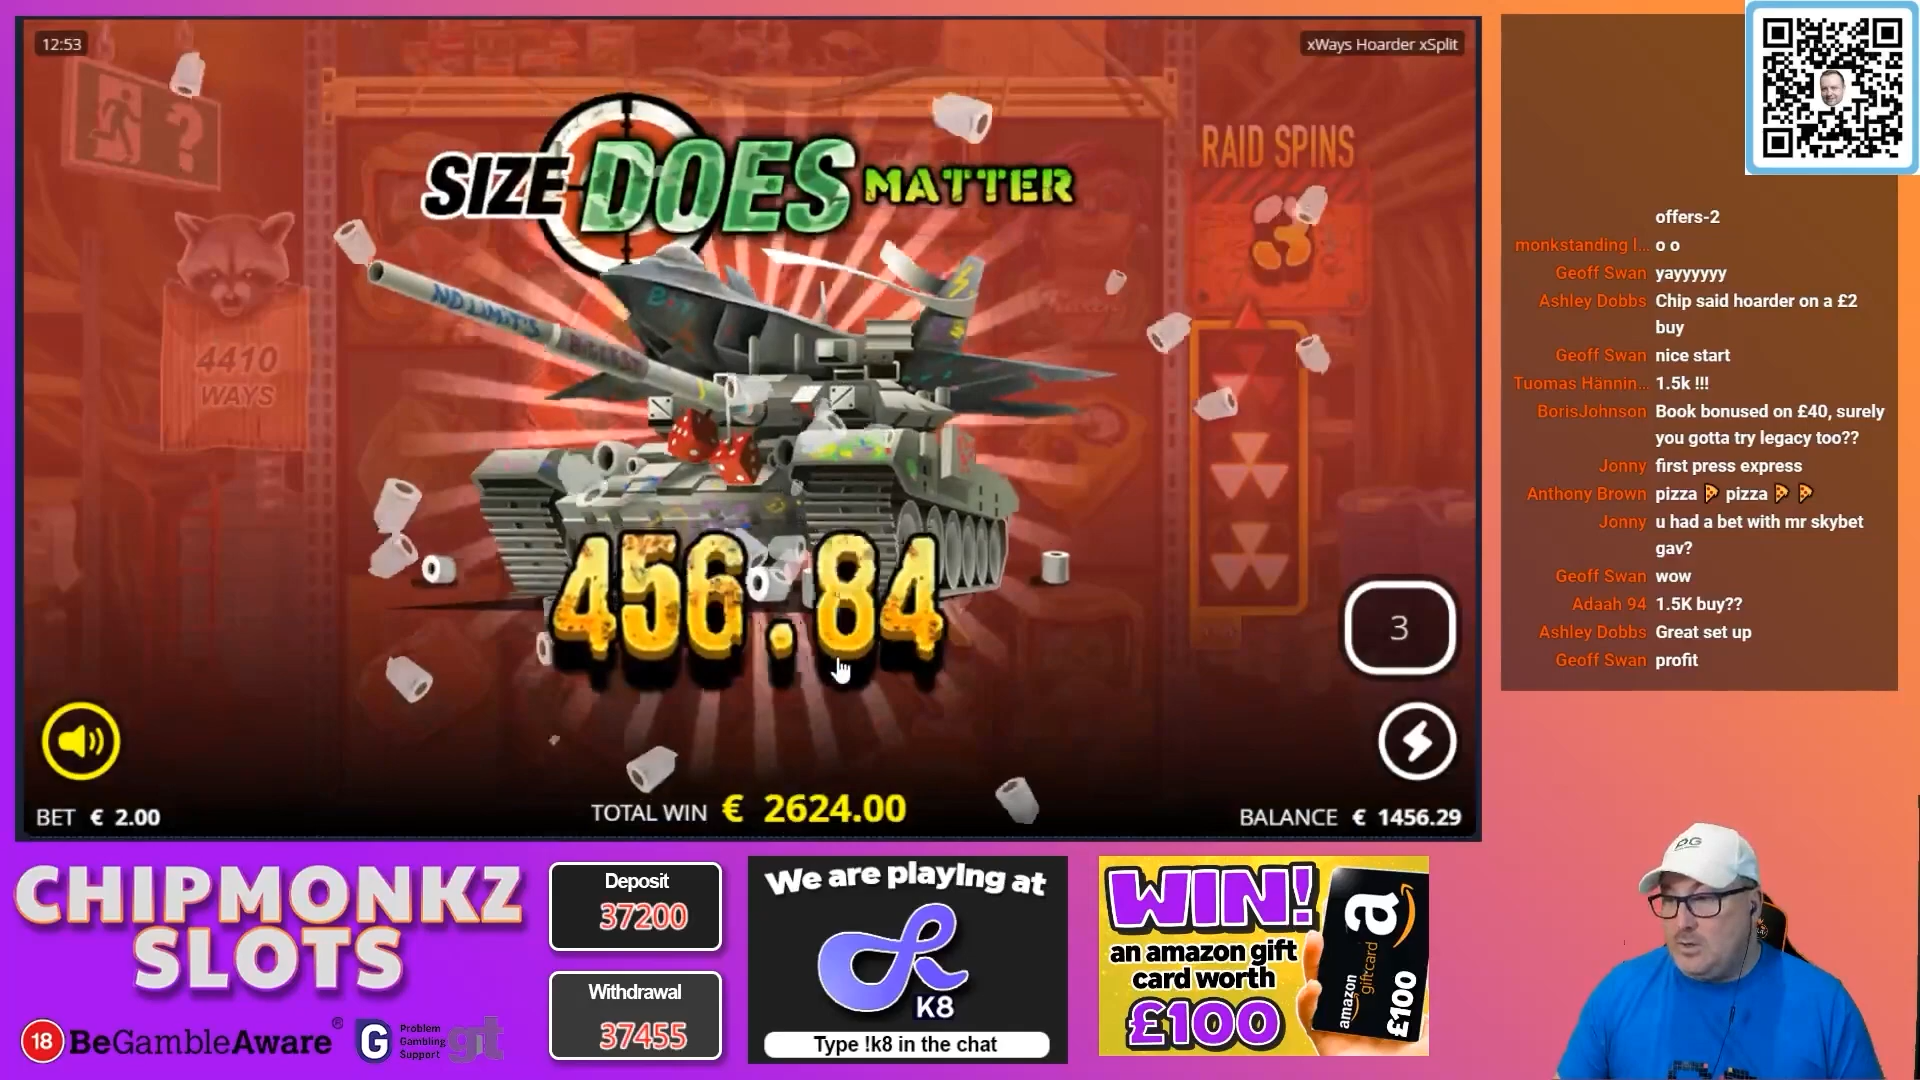 12:53
xWays Hoarder xSplit
SIZE DOES MATTER
RAID SPINS
3
4410
WAYS
NO LIMITS
456.84
3
BET € 2.00
TOTAL WIN € 2624.00
BALANCE € 1456.29
offers-2
monkstanding l... o o
Geoff Swan yayyyyyy
Ashley Dobbs Chip said hoarder on a £2
buy
Geoff Swan nice start
Tuomas Hännin... 1.5k !!!
BorisJohnson Book bonused on £40, surely
you gotta try legacy too??
Jonny first press express
Anthony Brown pizza 🍕 pizza 🍕 🍕
Jonny u had a bet with mr skybet
gav?
Geoff Swan wow
Adaah 94 1.5K buy??
Ashley Dobbs Great set up
Geoff Swan profit
CHIPMONKZ
SLOTS
18 BeGambleAware®
G Problem
Gambling
Support
Deposit
37200
Withdrawal
37455
We are playing at
K8
Type !k8 in the chat
WIN!
an amazon gift
card worth
£100
a
amazon
giftcard
£100